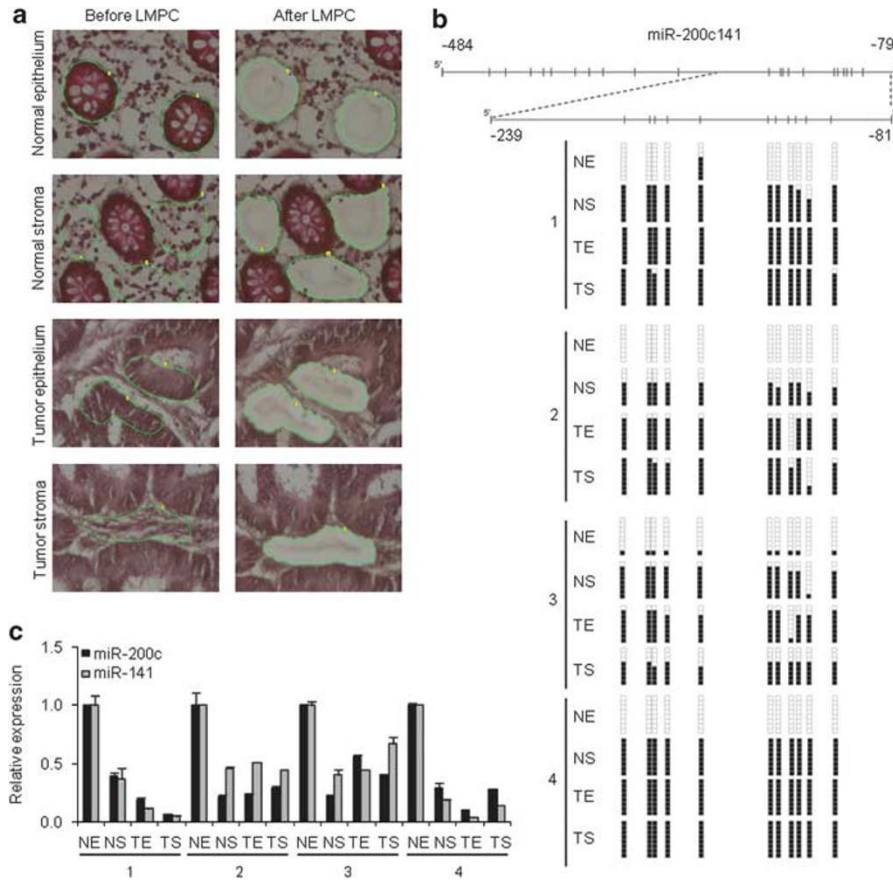 a
Before LMPC
After LMPC
Normal epithelium
Normal stroma
Tumor epithelium
Tumor stroma
b
miR-200c141
-484
-79
5'
5'
-239
-81
1
NE
NS
TE
TS
2
NE
NS
TE
TS
3
NE
NS
TE
TS
4
NE
NS
TE
TS
c
Relative expression
1.5
1.0
0.5
0.0
miR-200c
miR-141
NE NS TE TS NE NS TE TS NE NS TE TS NE NS TE TS
1 2 3 4